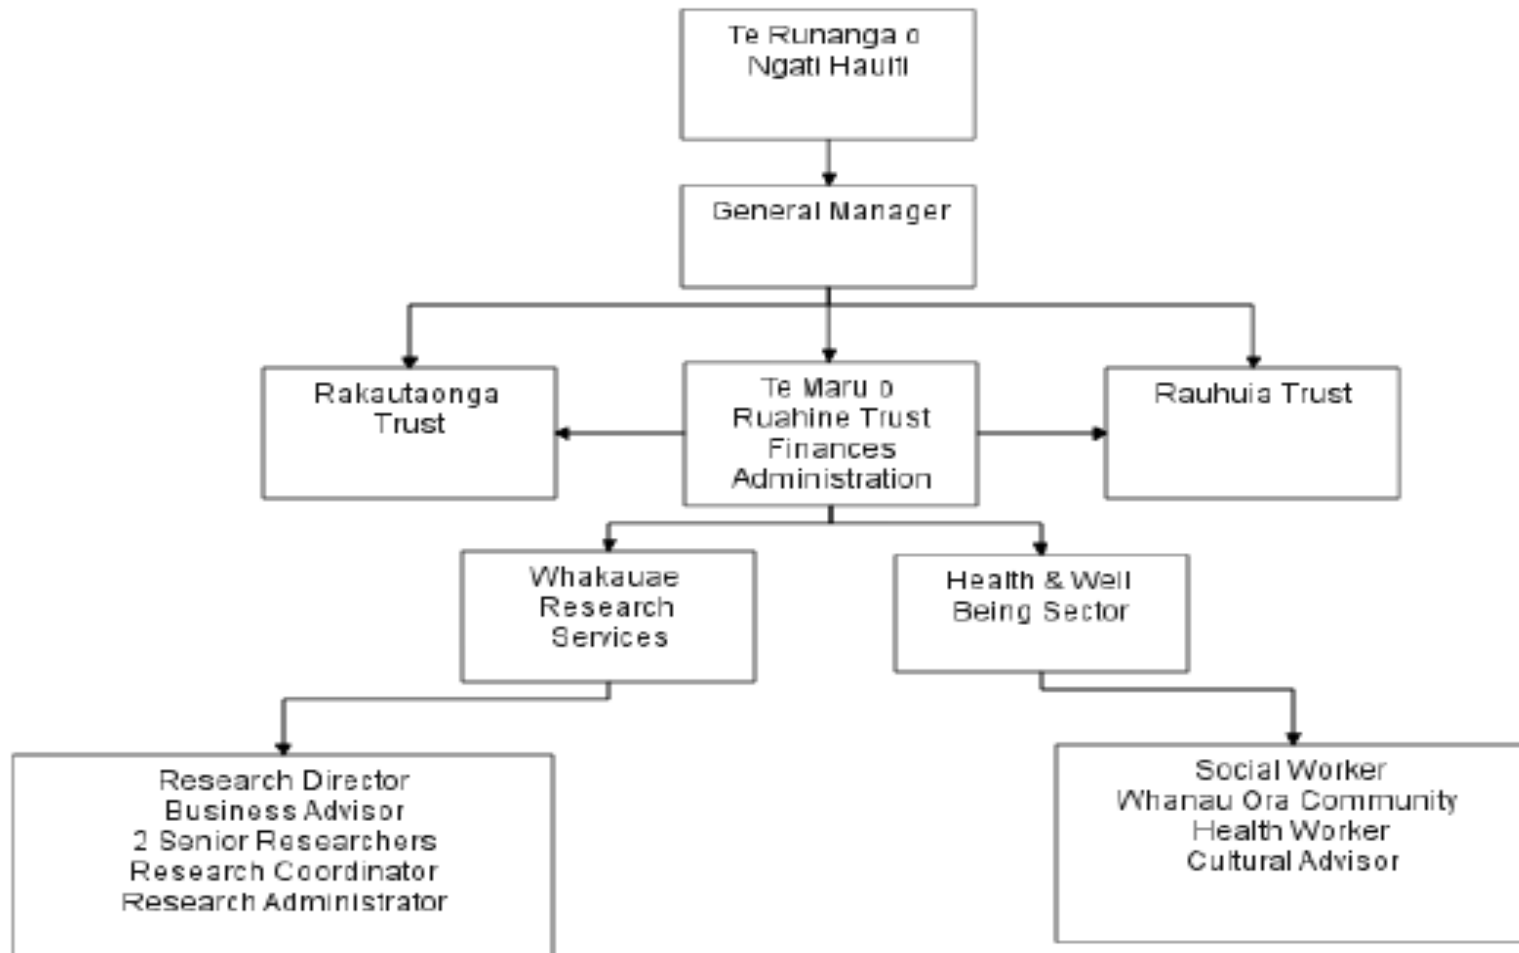 Te Runanga o
Ngati Hauiti
General Manager
Rakautaonga
Trust
Te Maru o
Ruahine Trust
Finances
Administration
Rauhuia Trust
Whakauae
Research
Services
Health & Well
Being Sector
Research Director
Business Advisor
2 Senior Researchers
Research Coordinator
Research Administrator
Social Worker
Whanau Ora Community
Health Worker
Cultural Advisor